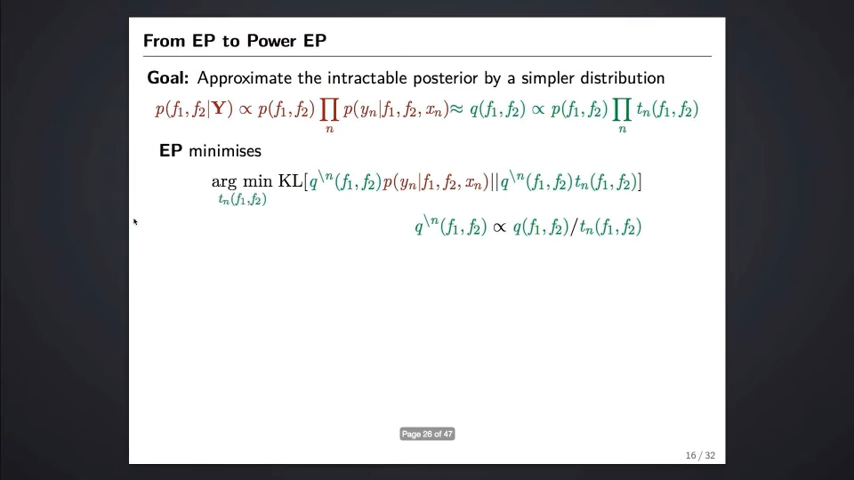 From EP to Power EP
Goal: Approximate the intractable posterior by a simpler distribution
p(f₁, f₂|Y) ∝ p(f₁, f₂) ∏ₙ p(yₙ|f₁, f₂, xₙ) ≈ q(f₁, f₂) ∝ p(f₁, f₂) ∏ₙ tₙ(f₁, f₂)
EP minimises
arg min KL[q\ⁿ(f₁, f₂)p(yₙ|f₁, f₂, xₙ)||q\ⁿ(f₁, f₂)tₙ(f₁, f₂)]
tₙ(f₁,f₂)
q\ⁿ(f₁, f₂) ∝ q(f₁, f₂)/tₙ(f₁, f₂)
Page 26 of 47
16 / 32